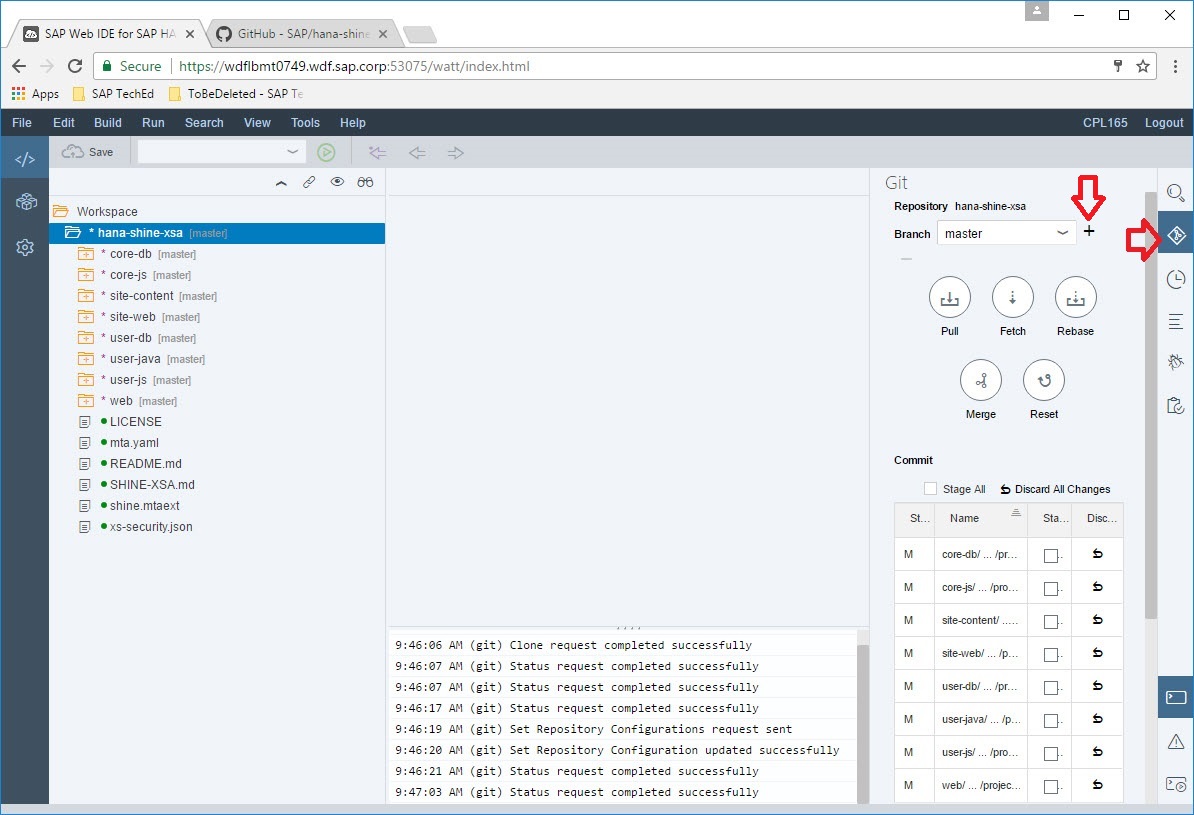 SAP Web IDE for SAP HA
GitHub - SAP/hana-shine
Secure https://wdflbmt0749.wdf.sap.corp:53075/watt/index.html
Apps SAP TechEd ToBeDeleted - SAP Te
File Edit Build Run Search View Tools Help CPL165 Logout
Save
Workspace
* hana-shine-xsa [master]
* core-db [master]
* core-js [master]
* site-content [master]
* site-web [master]
* user-db [master]
* user-java [master]
* user-js [master]
* web [master]
LICENSE
mta.yaml
README.md
SHINE-XSA.md
shine.mtaext
xs-security.json
9:46:06 AM (git) Clone request completed successfully
9:46:07 AM (git) Status request completed successfully
9:46:07 AM (git) Status request completed successfully
9:46:17 AM (git) Status request completed successfully
9:46:19 AM (git) Set Repository Configurations request sent
9:46:20 AM (git) Set Repository Configuration updated successfully
9:46:21 AM (git) Status request completed successfully
9:47:03 AM (git) Status request completed successfully
Git
Repository hana-shine-xsa
Branch master +
Pull Fetch Rebase
Merge Reset
Commit
Stage All Discard All Changes
St... Name Sta... Disc...
M core-db/ ... /pr...
M core-js/ ... /pro...
M site-content/ .....
M site-web/ ... /p...
M user-db/ ... /pr...
M user-java/ ... /p...
M user-js/ ... /pro...
M web/ ... /projec...